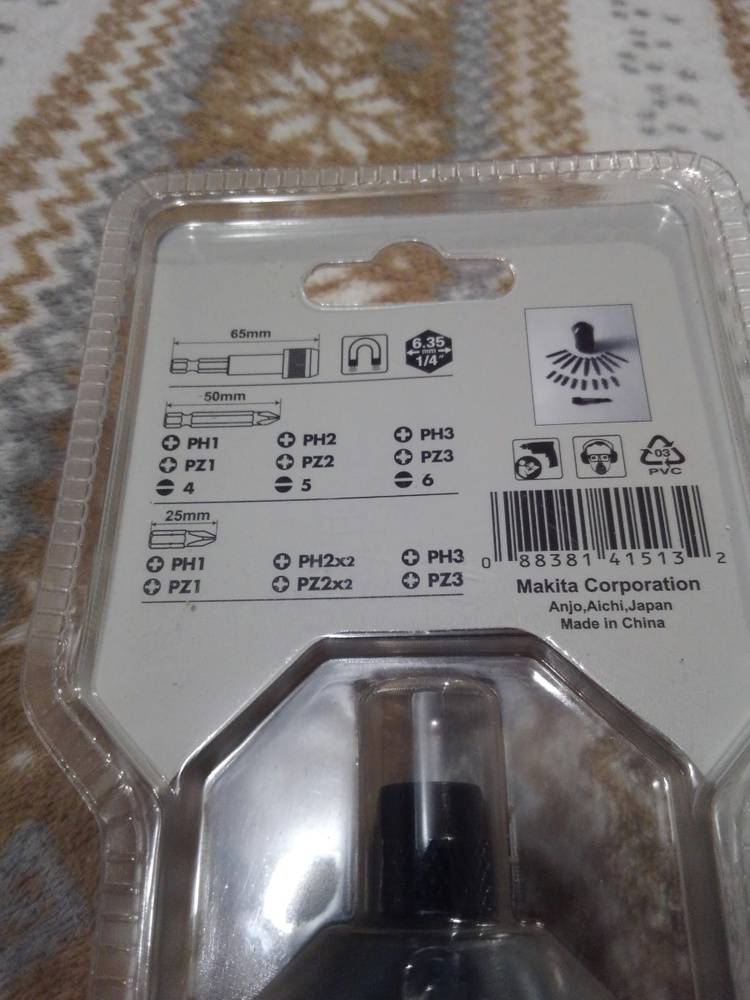 65mm
6.35
mm
1/4"
50mm
PH1 PH2 PH3
PZ1 PZ2 PZ3
4 5 6
25mm
PH1 PH2x2 PH3
PZ1 PZ2x2 PZ3
03
PVC
0 88381 41513 2
Makita Corporation
Anjo,Aichi,Japan
Made in China